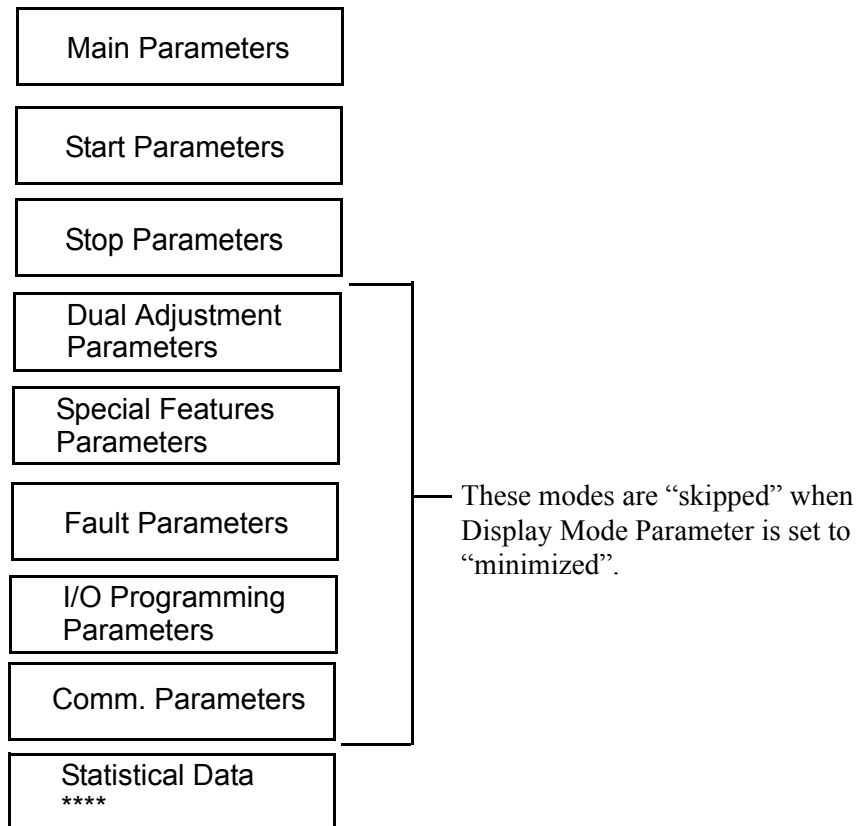 Main Parameters
Start Parameters
Stop Parameters
Dual Adjustment
Parameters
Special Features
Parameters
Fault Parameters
I/O Programming
Parameters
Comm. Parameters
Statistical Data
****
These modes are “skipped” when
Display Mode Parameter is set to
“minimized”.